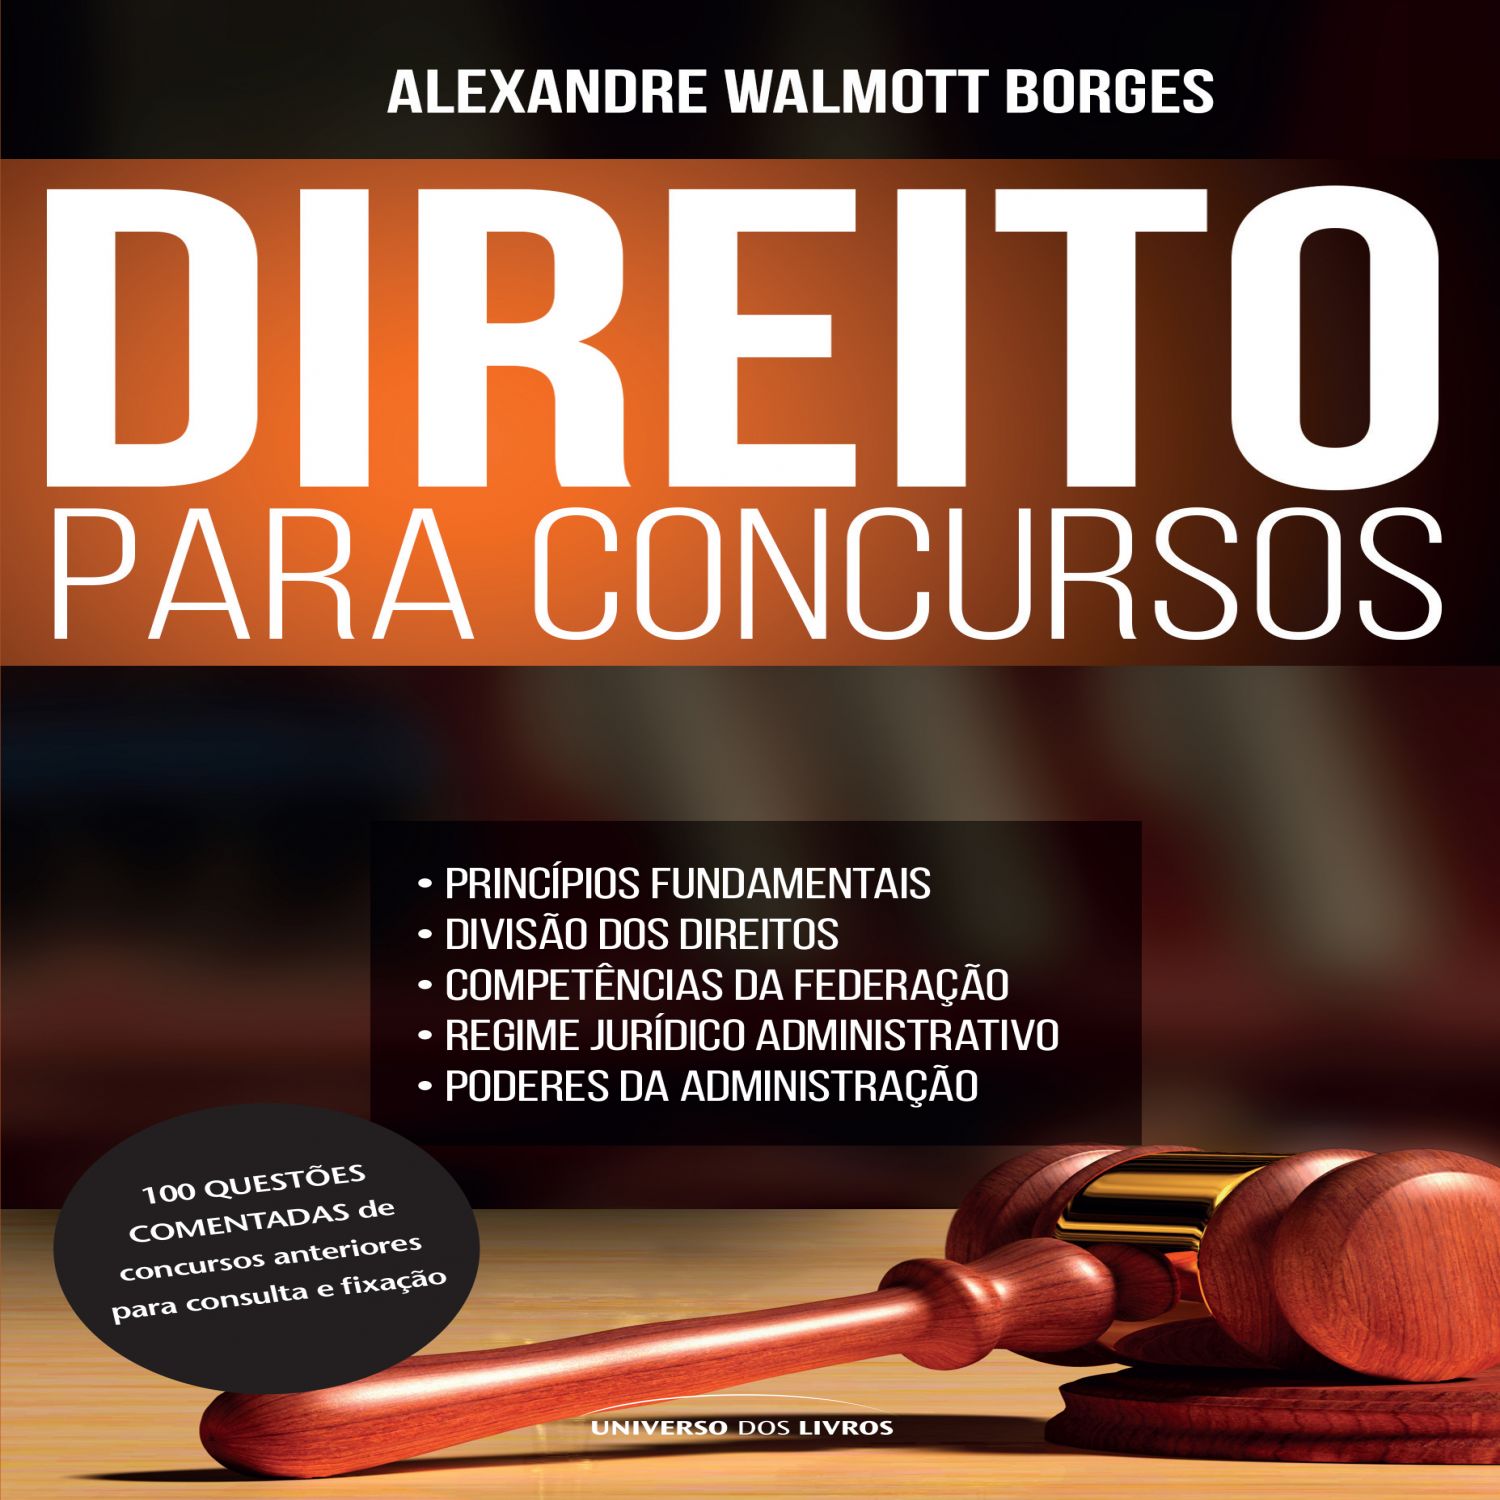 ALEXANDRE WALMOTT BORGES
DIREITO
PARA CONCURSOS
• PRINCÍPIOS FUNDAMENTAIS
• DIVISÃO DOS DIREITOS
• COMPETÊNCIAS DA FEDERAÇÃO
• REGIME JURÍDICO ADMINISTRATIVO
• PODERES DA ADMINISTRAÇÃO
100 QUESTÕES
COMENTADAS de
concursos anteriores
para consulta e fixação
UNIVERSO DOS LIVROS